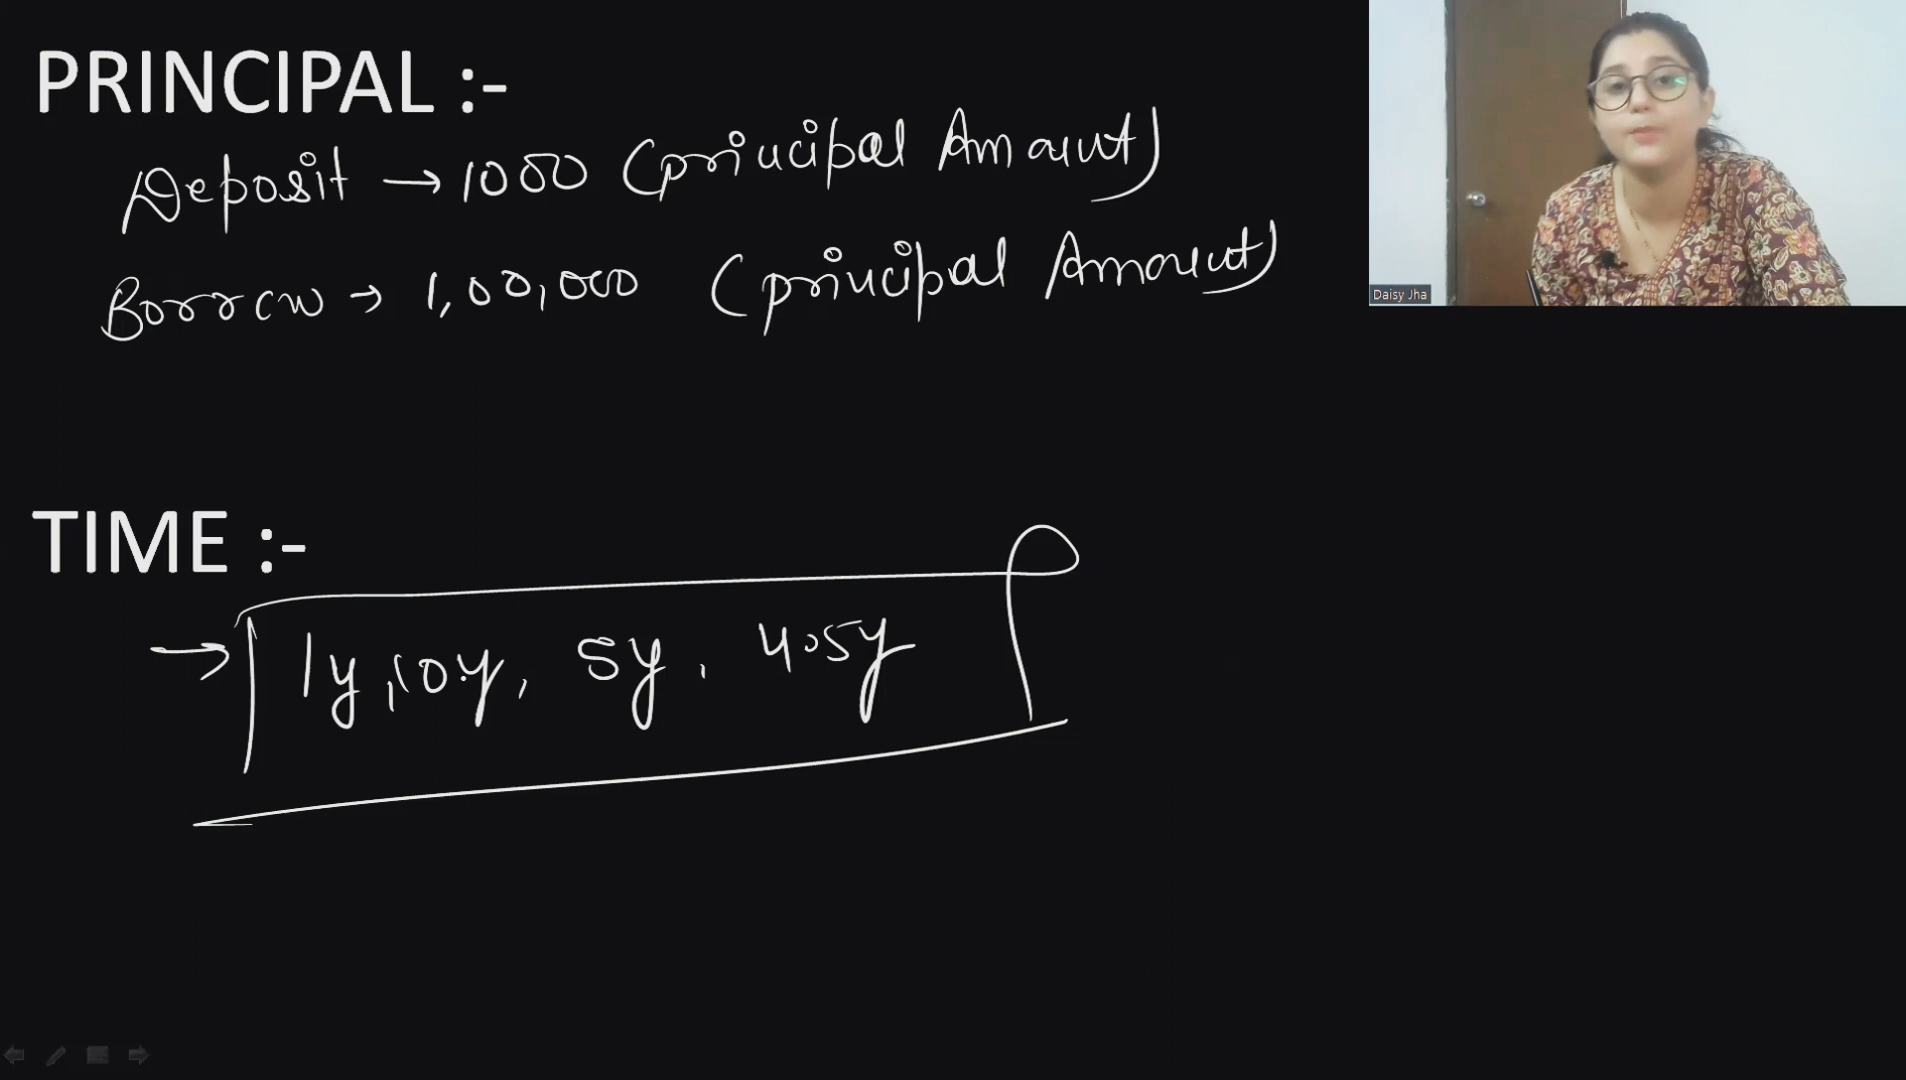 PRINCIPAL :-
Deposit → 1000 (principal Amount)
Borrow → 1,00,000 (principal Amount)
Daisy Jha
TIME :-
→ 1y, 10y, 5y, 4.5y